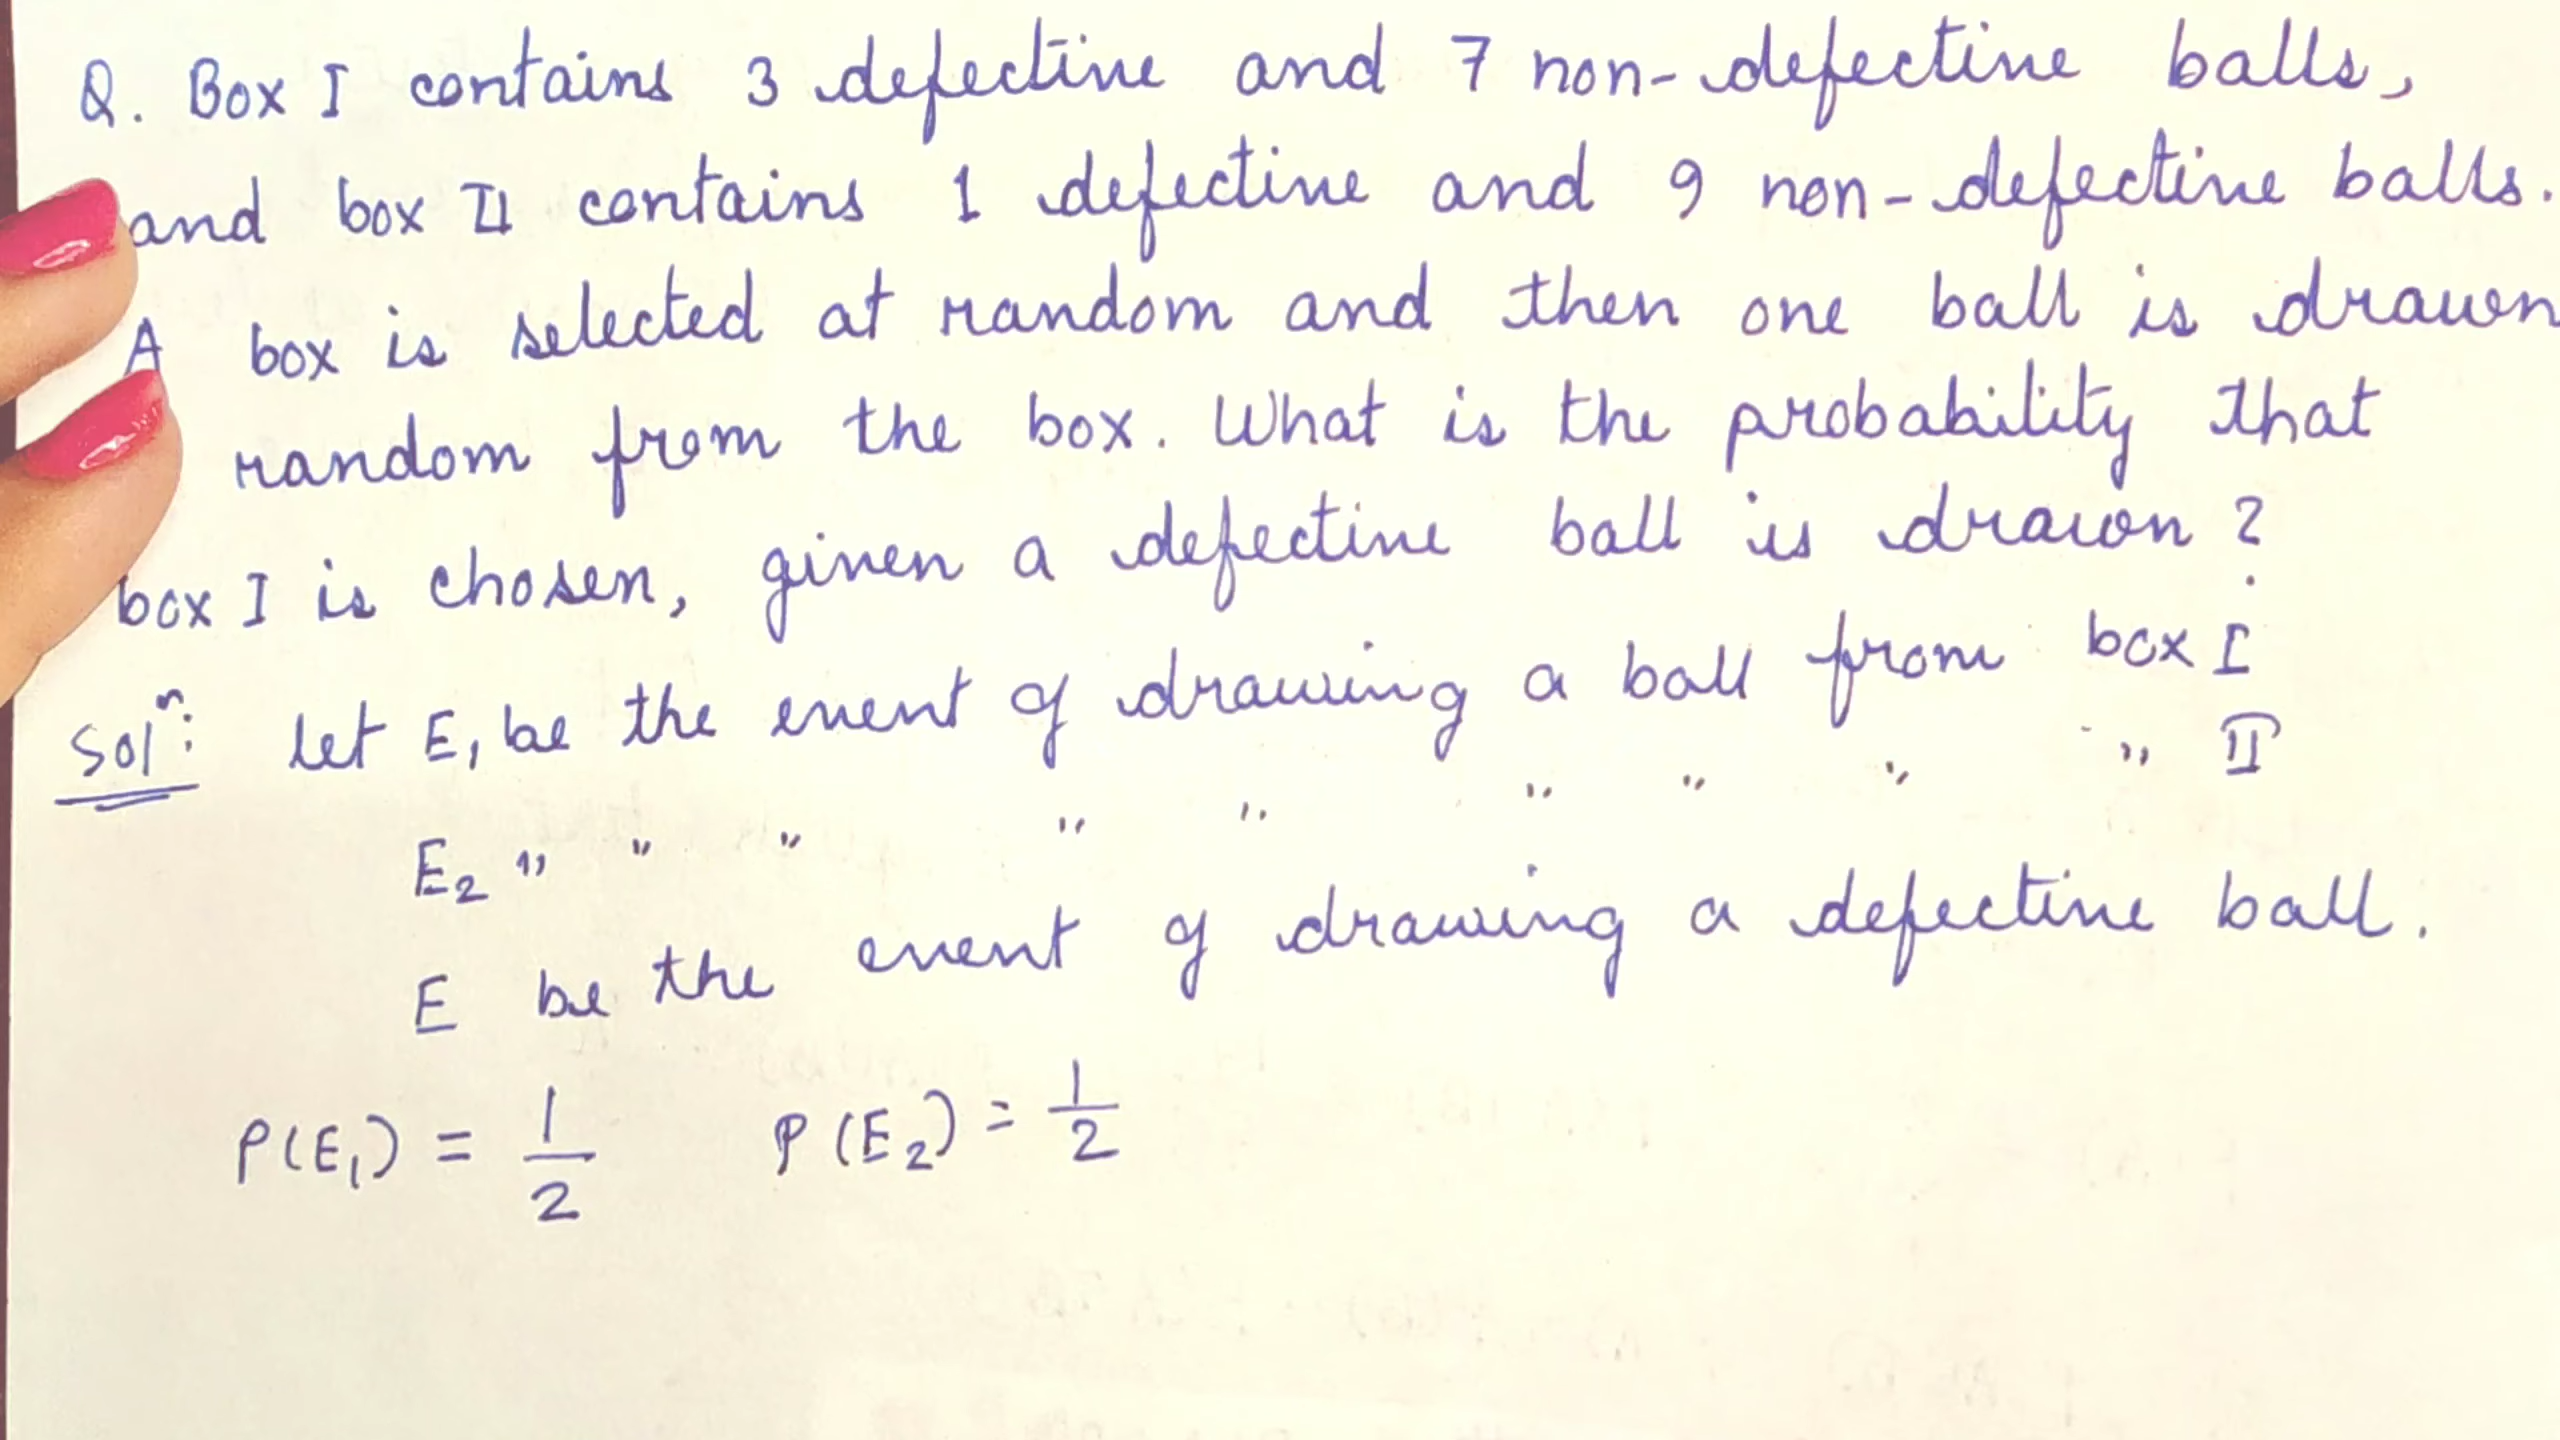 Q. Box I contains 3 defective and 7 non-defective balls,
and box II contains 1 defective and 9 non-defective balls.
A box is selected at random and then one ball is drawn
random from the box. What is the probability that
box I is chosen, given a defective ball is drawn ?
Solⁿ: let E₁ be the event of drawing a ball from box I
E₂ " " " " " " " " " II
E be the event of drawing a defective ball.
P(E₁) = 1/2 P(E₂) = 1/2